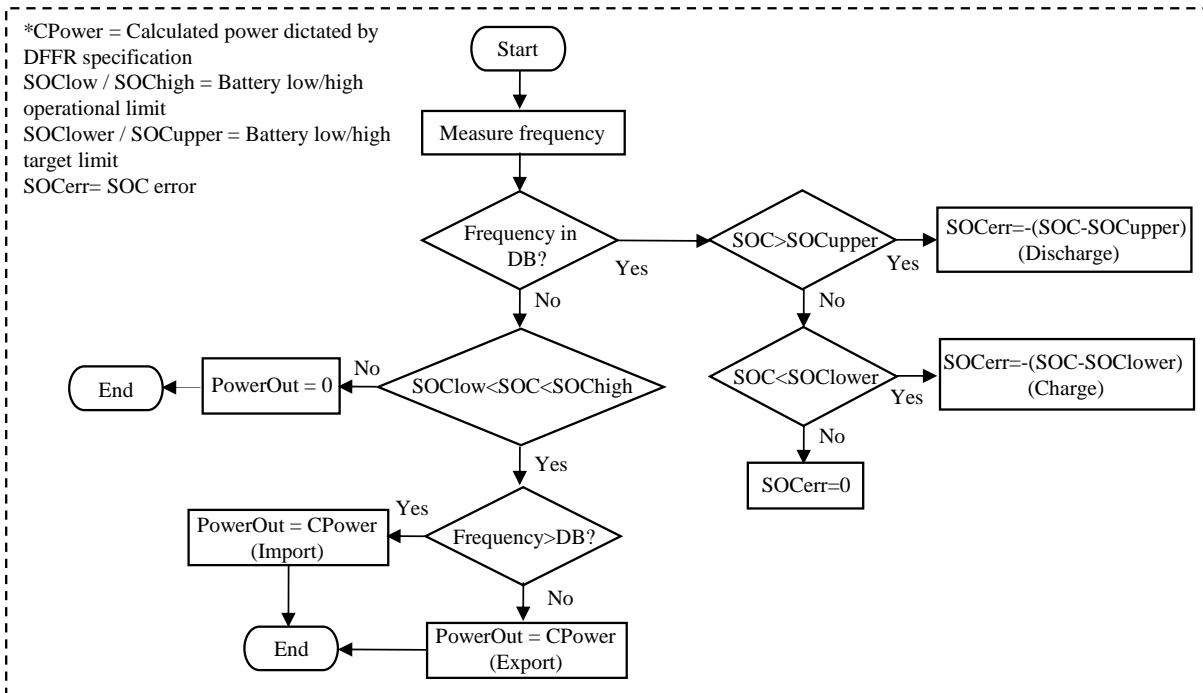 *CPower = Calculated power dictated by
DFFR specification
SOClow / SOChigh = Battery low/high
operational limit
SOClower / SOCupper = Battery low/high
target limit
SOCerr= SOC error
Start
Measure frequency
Frequency in
DB?
Yes
No
SOC>SOCupper
Yes
No
SOCerr=-(SOC-SOCupper)
(Discharge)
SOC<SOClower
Yes
No
SOCerr=-(SOC-SOClower)
(Charge)
SOCerr=0
SOClow<SOC<SOChigh
No
Yes
PowerOut = 0
End
Frequency>DB?
Yes
No
PowerOut = CPower
(Import)
PowerOut = CPower
(Export)
End